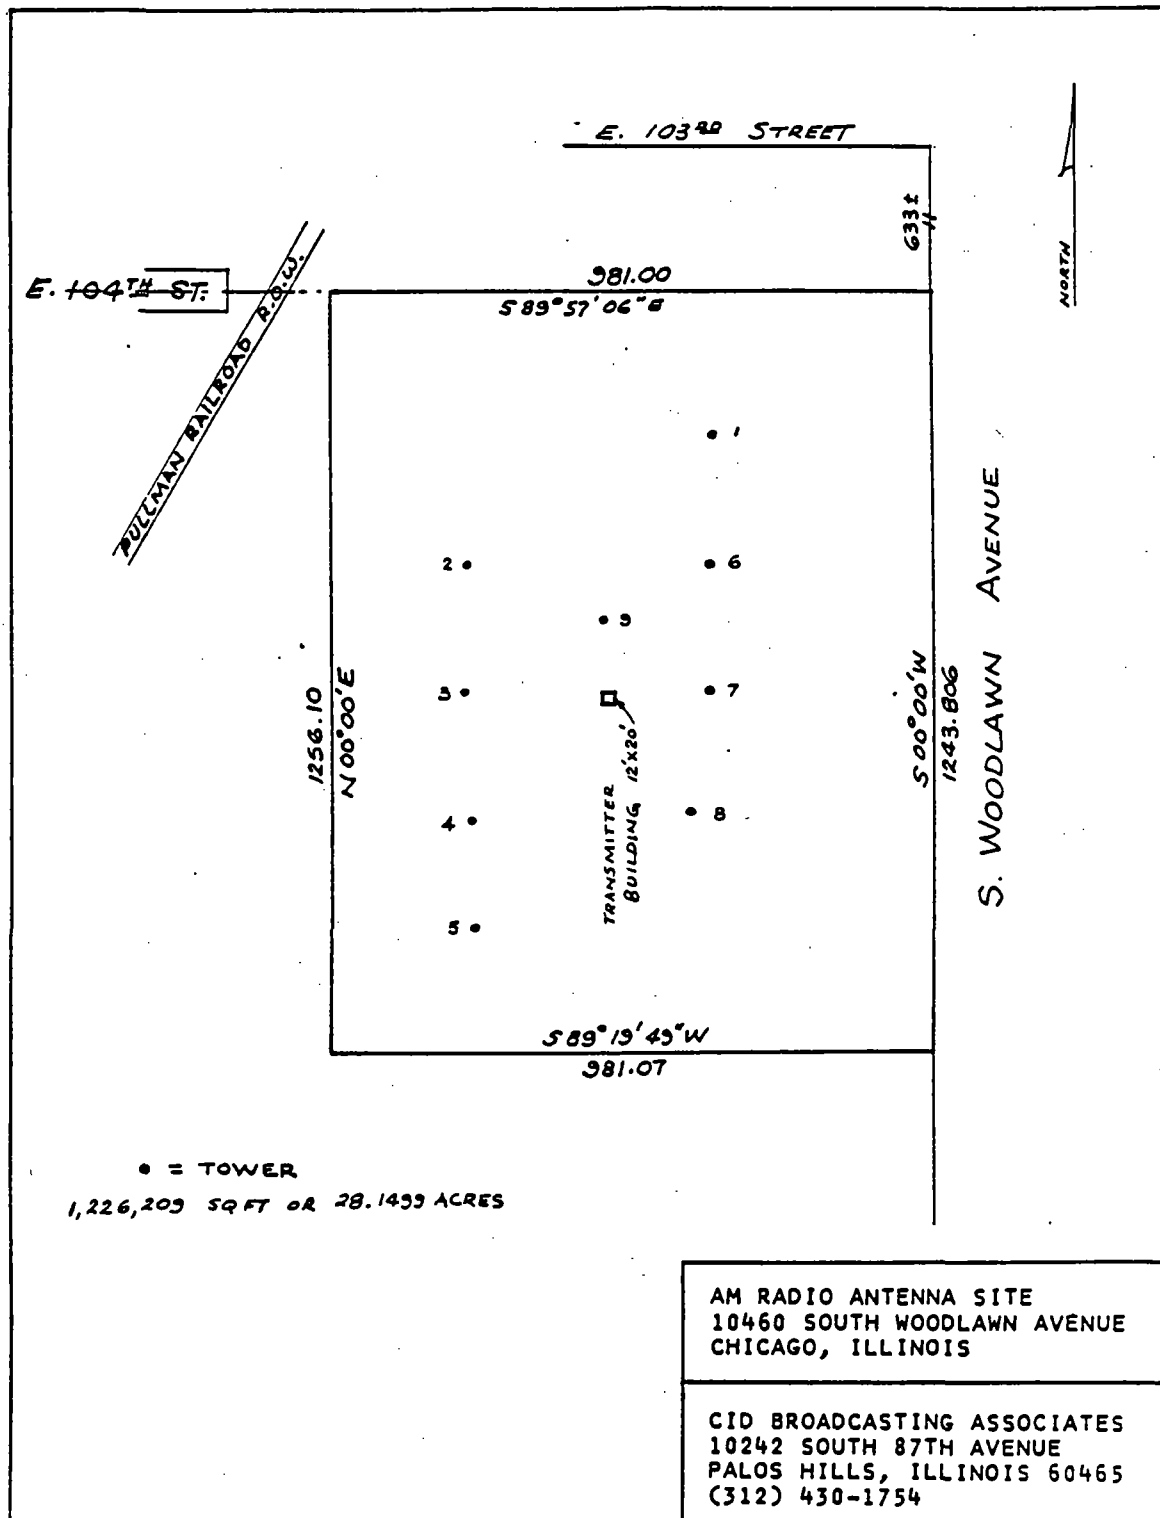 E. 103RD STREET
633±
NORTH
E. 104TH ST.
PULLMAN RAILROAD R.O.W.
981.00
S 89°57'06"E
1
2
6
9
3
7
1256.10
N 00°00'E
S 00°00'W
1243.806
S. WOODLAWN AVENUE
TRANSMITTER
BUILDING 12'X20'
4
8
5
S 89°19'49"W
981.07
• = TOWER
1,226,209 SQ FT OR 28.1499 ACRES
AM RADIO ANTENNA SITE
10460 SOUTH WOODLAWN AVENUE
CHICAGO, ILLINOIS
CID BROADCASTING ASSOCIATES
10242 SOUTH 87TH AVENUE
PALOS HILLS, ILLINOIS 60465
(312) 430-1754